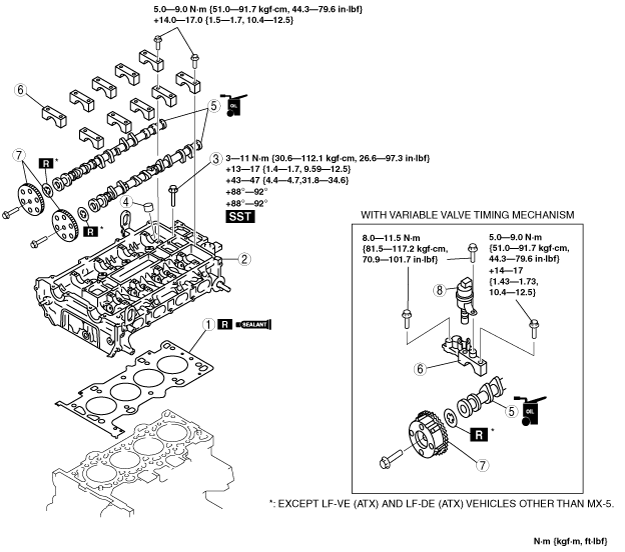 5.0—9.0 N·m {51.0—91.7 kgf·cm, 44.3—79.6 in·lbf}
+14.0—17.0 {1.5—1.7, 10.4—12.5}
6
5
OIL
7
R *
3
3—11 N·m {30.6—112.1 kgf·cm, 26.6—97.3 in·lbf}
+13—17 {1.4—1.7, 9.59—12.5}
+43—47 {4.4—4.7,31.8—34.6}
+88°—92°
+88°—92°
SST
4
R *
2
1 R SEALANT
WITH VARIABLE VALVE TIMING MECHANISM
8.0—11.5 N·m
{81.5—117.2 kgf·cm,
70.9—101.7 in·lbf}
5.0—9.0 N·m
{51.0—91.7 kgf·cm,
44.3—79.6 in·lbf}
+14—17
{1.43—1.73,
10.4—12.5}
8
6
5
OIL
R *
7
*: EXCEPT LF-VE (ATX) AND LF-DE (ATX) VEHICLES OTHER THAN MX-5.
N·m {kgf·m, ft·lbf}